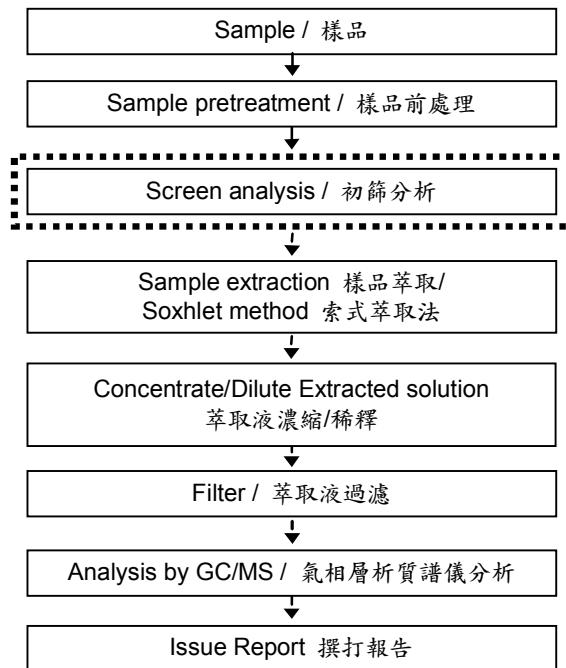 Sample / 樣品
Sample pretreatment / 樣品前處理
Screen analysis / 初篩分析
Sample extraction 樣品萃取/
Soxhlet method 索式萃取法
Concentrate/Dilute Extracted solution
萃取液濃縮/稀釋
Filter / 萃取液過濾
Analysis by GC/MS / 氣相層析質譜儀分析
Issue Report 撰打報告